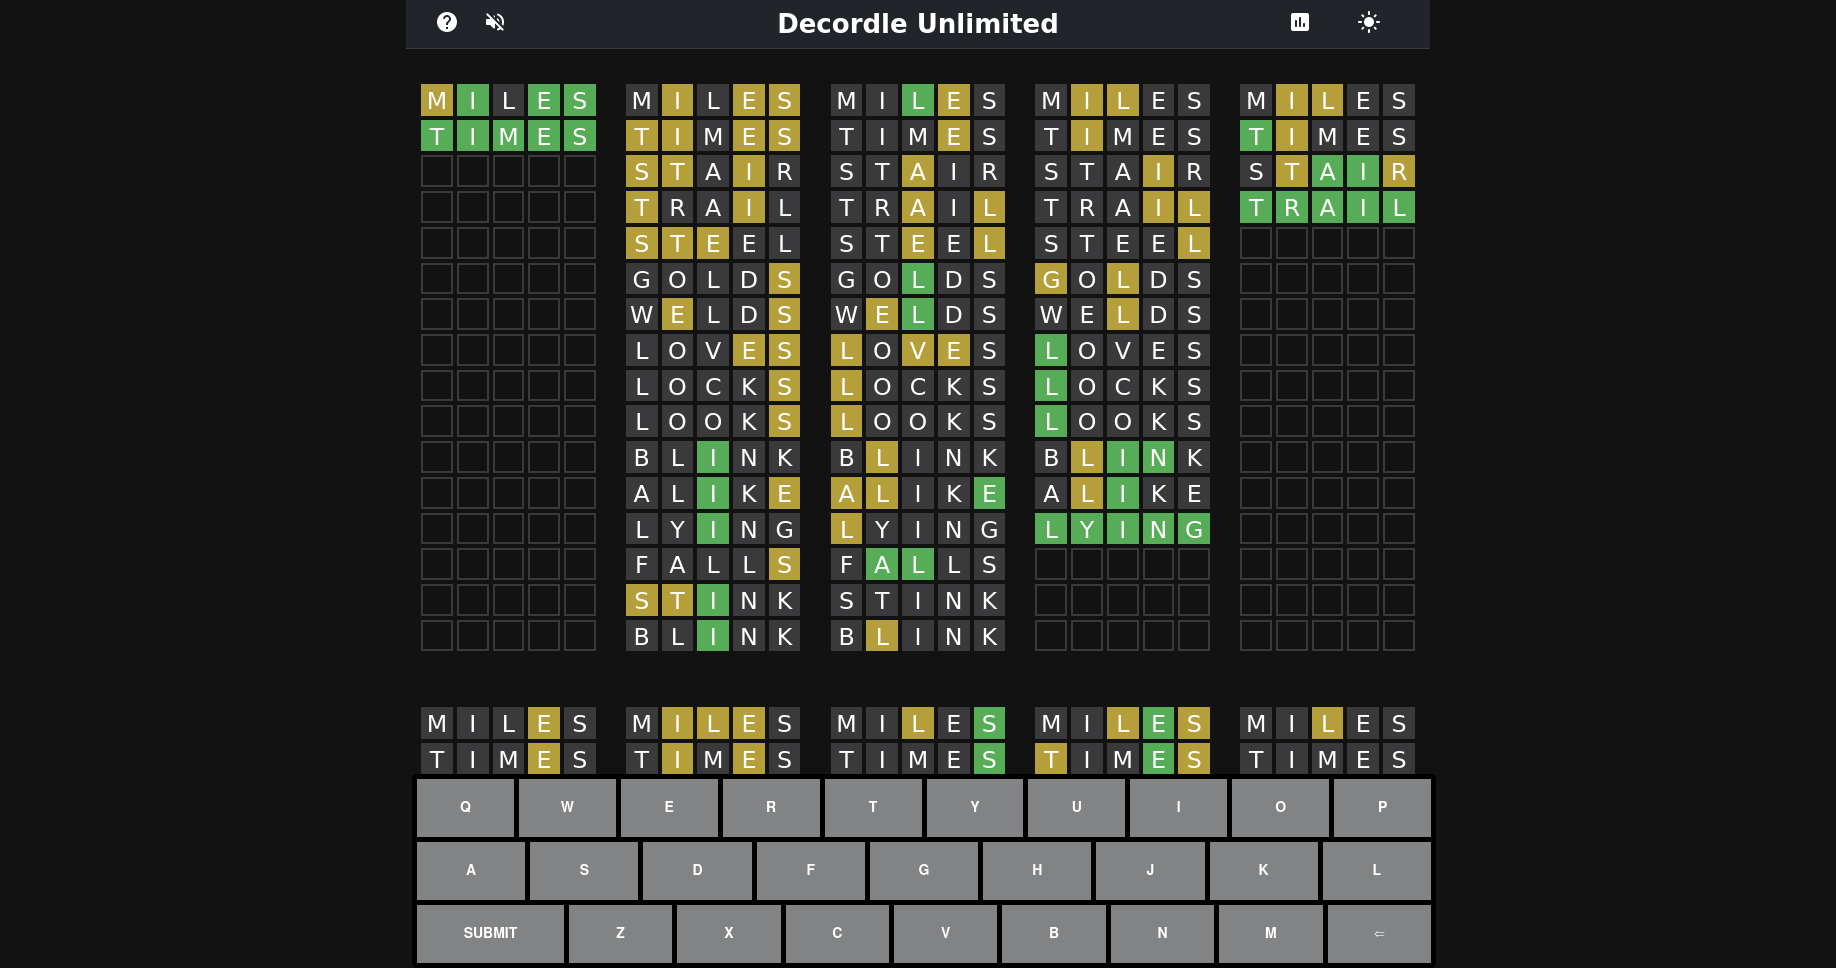 Decordle Unlimited
MILES MILES MILES MILES MILES
TIMES TIMES TIMES TIMES TIMES
STAIR STAIR STAIR STAIR
TRAIL TRAIL TRAIL TRAIL
STEEL STEEL STEEL
GOLDS GOLDS GOLDS
WELDS WELDS WELDS
LOVES LOVES LOVES
LOCKS LOCKS LOCKS
LOOKS LOOKS LOOKS
BLINK BLINK BLINK
ALIKE ALIKE ALIKE
LYING LYING LYING
FALLS FALLS
STINK STINK
BLINK BLINK
MILES MILES MILES MILES MILES
TIMES TIMES TIMES TIMES TIMES
Q W E R T Y U I O P
A S D F G H J K L
SUBMIT Z X C V B N M ⇐